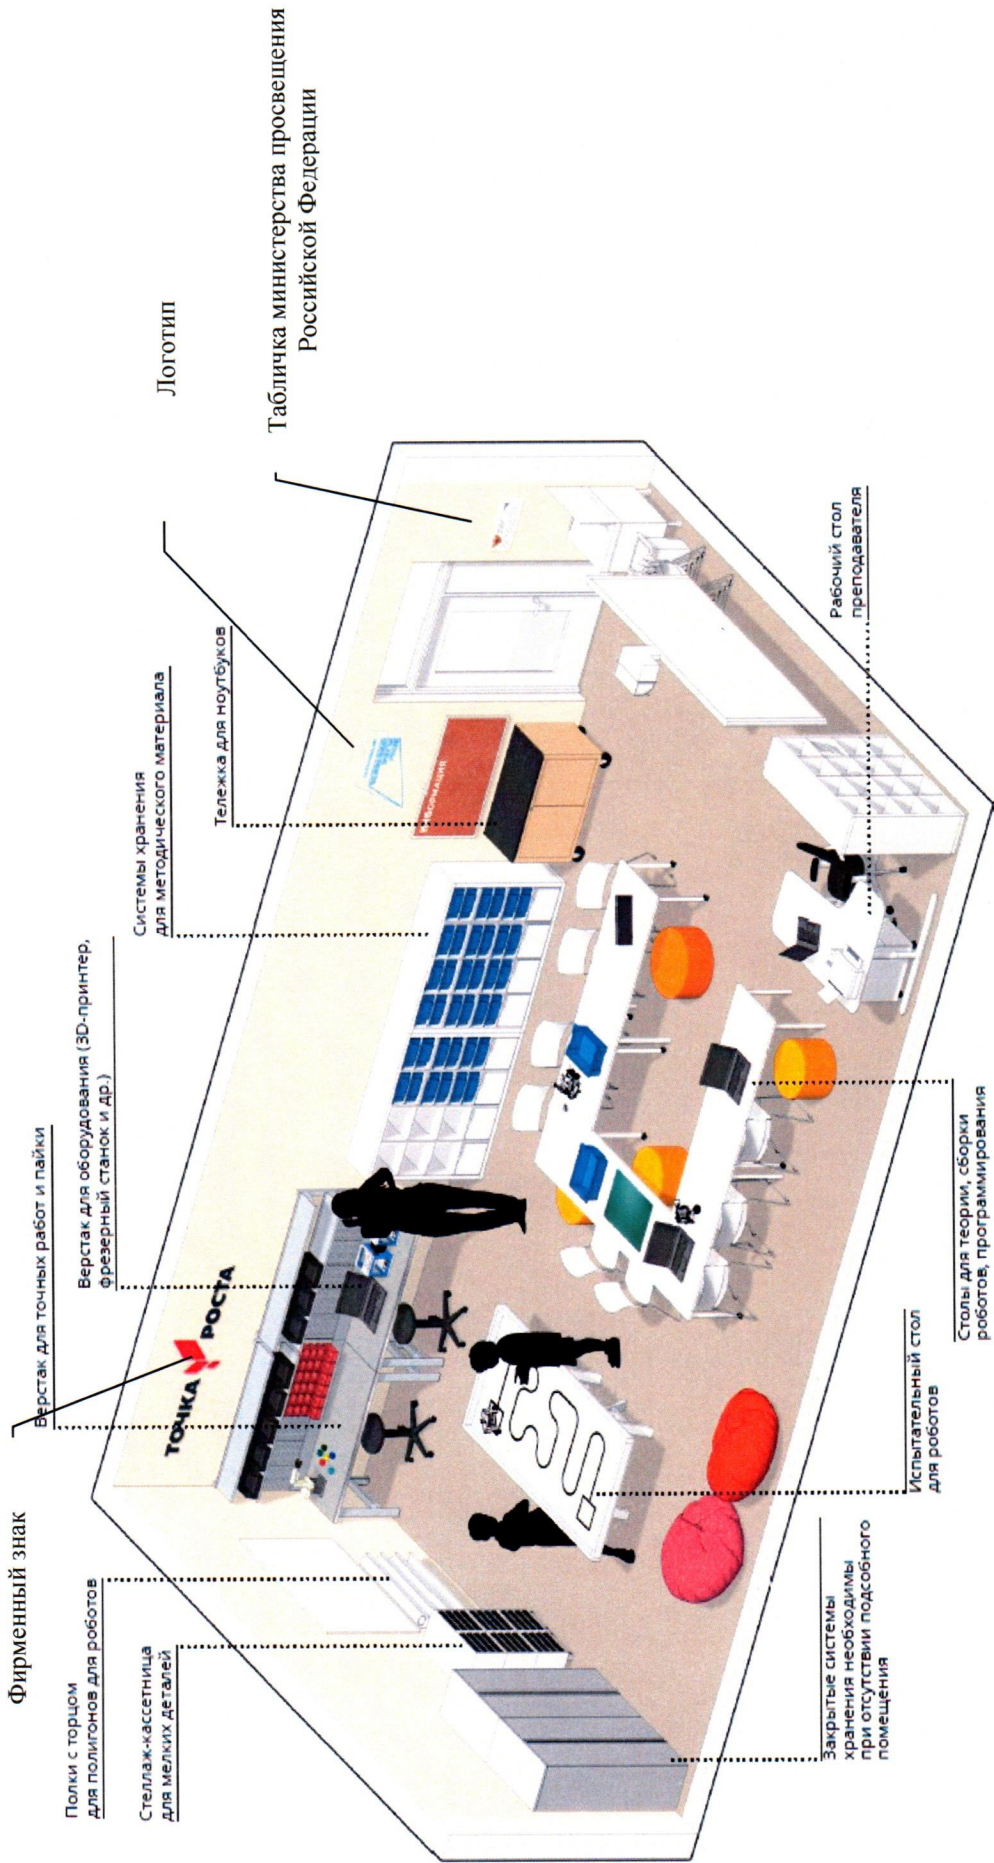 Фирменный знак
Логотип
Табличка министерства просвещения
Российской Федерации
Полки с торцом
для полигонов для роботов
Стеллаж-кассетница
для мелких деталей
Верстак для точных работ и пайки
Верстак для оборудования (3D-принтер,
фрезерный станок и др.)
Системы хранения
для методического материала
Тележка для ноутбуков
ТОЧКА РОСТА
ИНФОРМАЦИЯ
Закрытые системы
хранения необходимы
при отсутствии подсобного
помещения
Испытательный стол
для роботов
Столы для теории, сборки
роботов, программирования
Рабочий стол
преподавателя